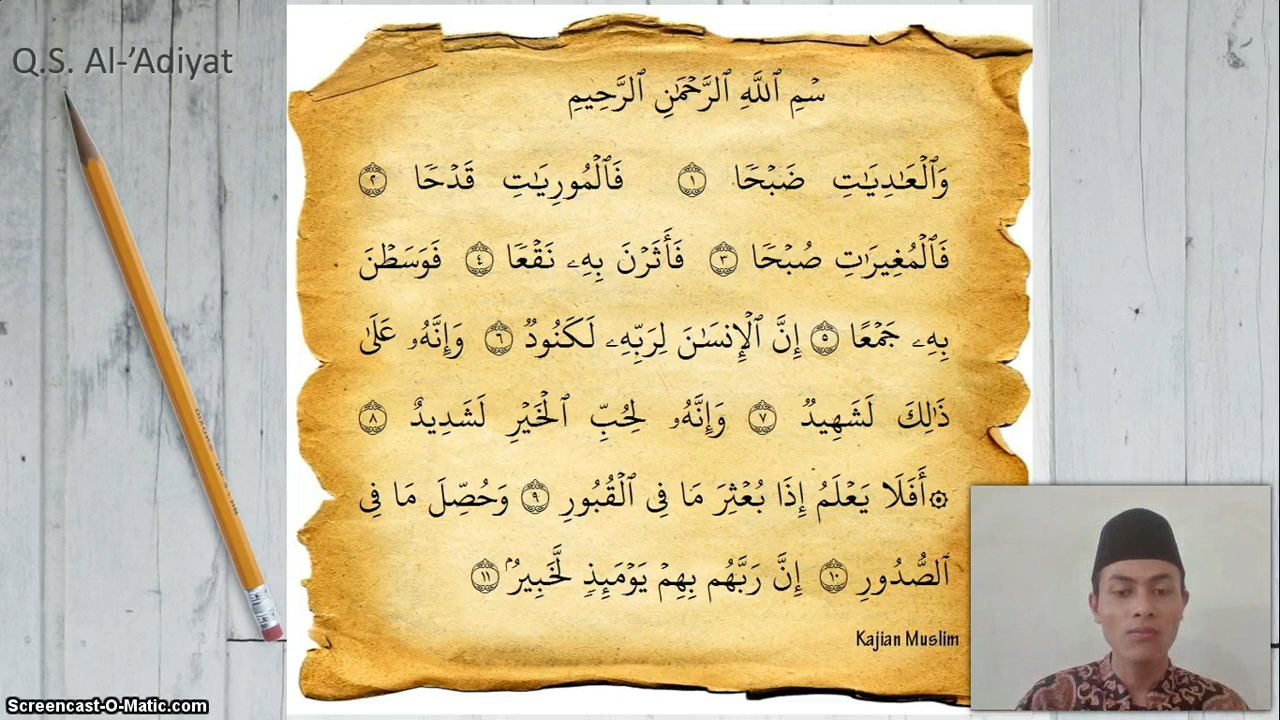 Q.S. Al-’Adiyat
سْمِ ٱللَّهِ ٱلرَّحْمَٰنِ ٱلرَّحِيمِ
وَٱلْعَٰدِيَٰتِ ضَبْحًا ١ فَٱلْمُورِيَٰتِ قَدْحًا ٢
فَٱلْمُغِيرَٰتِ صُبْحًا ٣ فَأَثَرْنَ بِهِۦ نَقْعًا ٤ فَوَسَطْنَ
بِهِۦ جَمْعًا ٥ إِنَّ ٱلْإِنسَٰنَ لِرَبِّهِۦ لَكَنُودٌ ٦ وَإِنَّهُۥ عَلَىٰ
ذَٰلِكَ لَشَهِيدٌ ٧ وَإِنَّهُۥ لِحُبِّ ٱلْخَيْرِ لَشَدِيدٌ ٨
۞أَفَلَا يَعْلَمُ إِذَا بُعْثِرَ مَا فِى ٱلْقُبُورِ ٩ وَحُصِّلَ مَا فِى
ٱلصُّدُورِ ١٠ إِنَّ رَبَّهُم بِهِمْ يَوْمَئِذٍ لَّخَبِيرٌۢ ١١
Kajian Muslim
Screencast-O-Matic.com